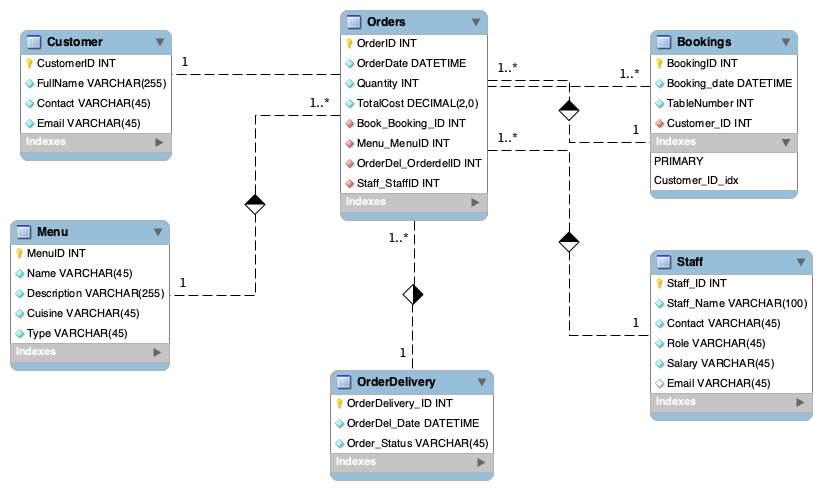 Customer
CustomerID INT
FullName VARCHAR(255)
Contact VARCHAR(45)
Email VARCHAR(45)
Indexes
1
Orders
OrderID INT
OrderDate DATETIME
Quantity INT
TotalCost DECIMAL(2,0)
Book_Booking_ID INT
Menu_MenuID INT
OrderDel_OrderdelID INT
Staff_StaffID INT
Indexes
1..*
1..*
1..*
1..*
1
Bookings
BookingID INT
Booking_date DATETIME
TableNumber INT
Customer_ID INT
Indexes
PRIMARY
Customer_ID_idx
Menu
MenuID INT
Name VARCHAR(45)
Description VARCHAR(255)
Cuisine VARCHAR(45)
Type VARCHAR(45)
Indexes
1
1..*
1
OrderDelivery
OrderDelivery_ID INT
OrderDel_Date DATETIME
Order_Status VARCHAR(45)
Indexes
1
Staff
Staff_ID INT
Staff_Name VARCHAR(100)
Contact VARCHAR(45)
Role VARCHAR(45)
Salary VARCHAR(45)
Email VARCHAR(45)
Indexes